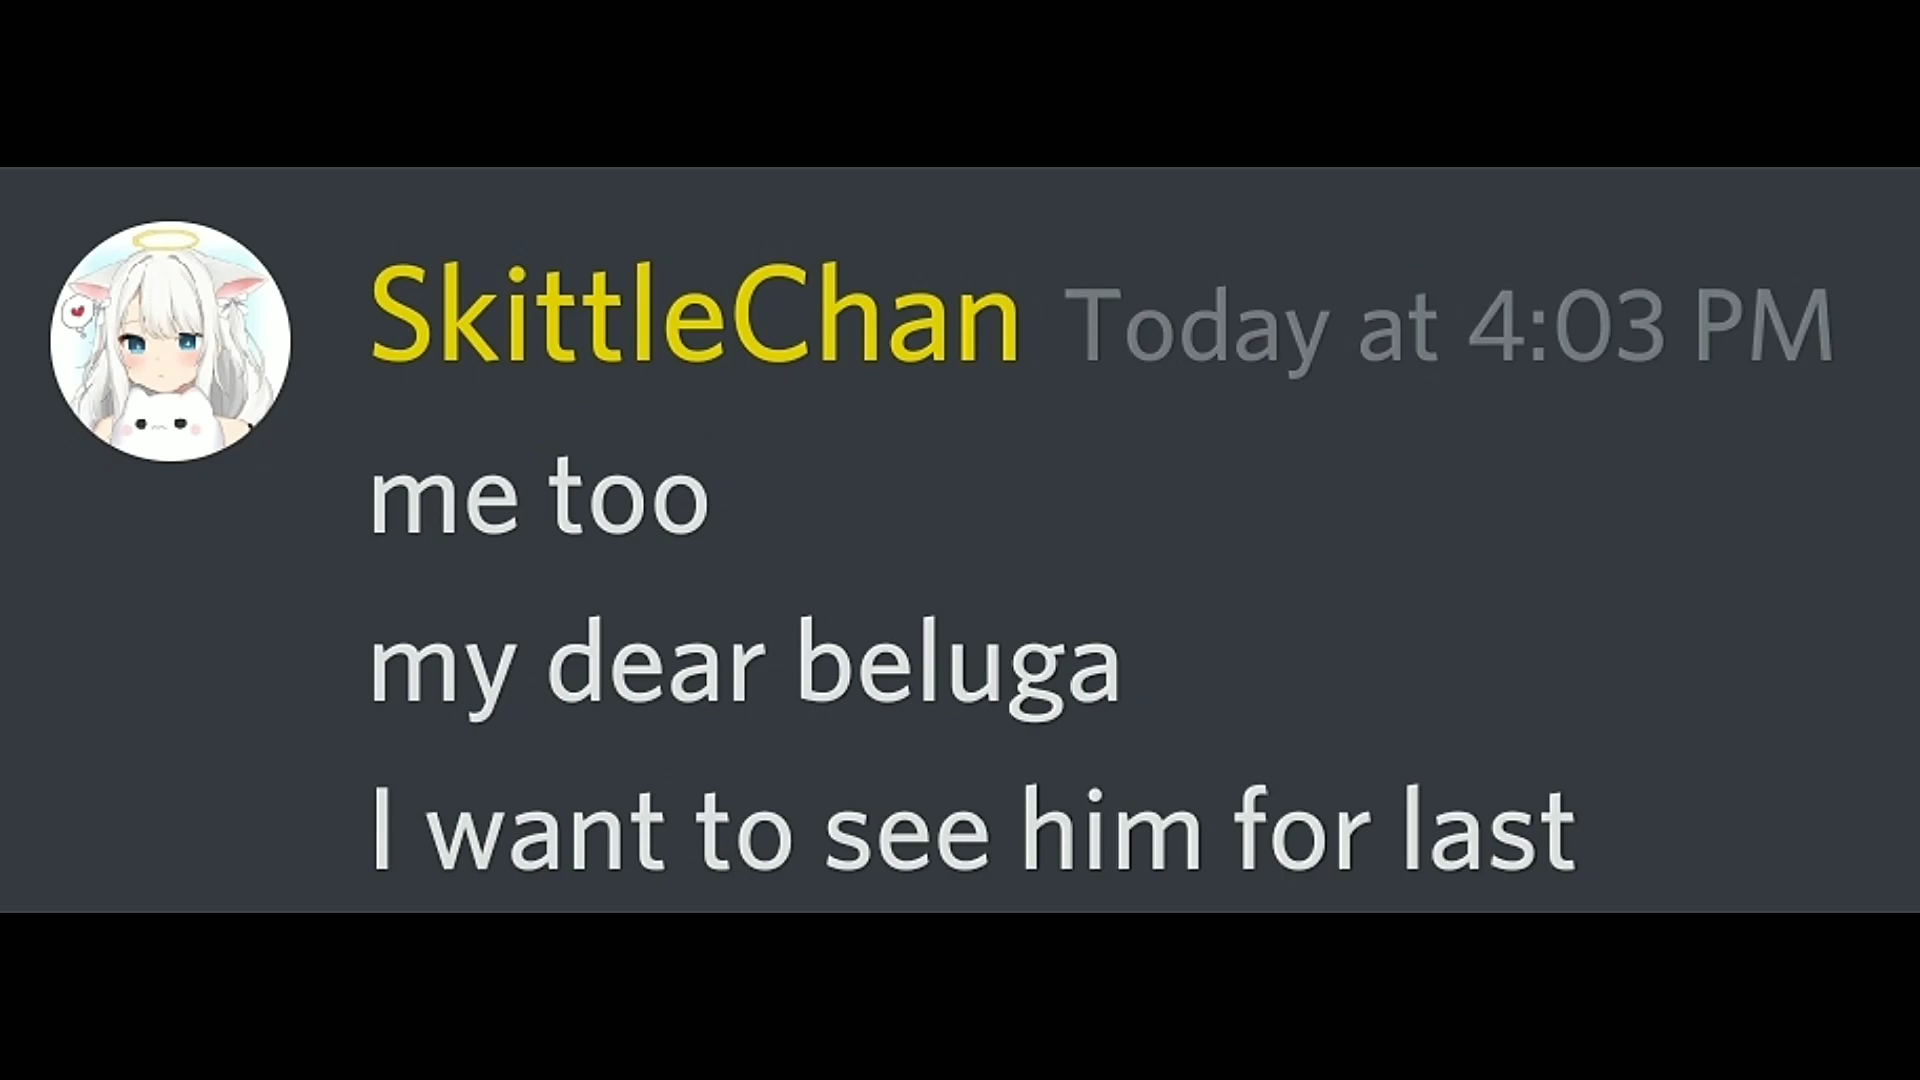 SkittleChan Today at 4:03 PM
me too
my dear beluga
I want to see him for last